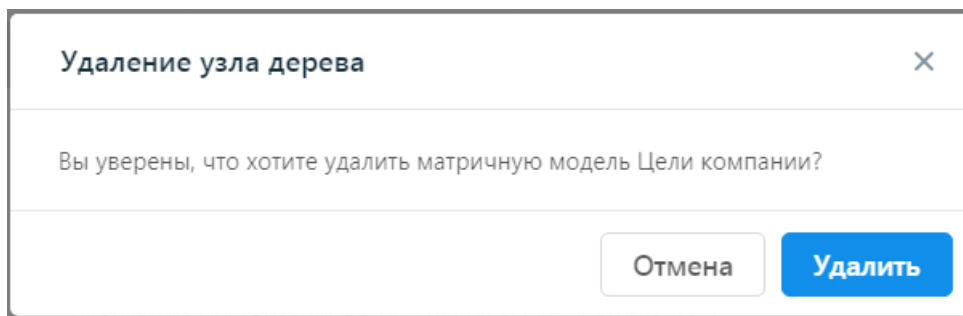 Удаление узла дерева
Вы уверены, что хотите удалить матричную модель Цели компании?
Отмена
Удалить